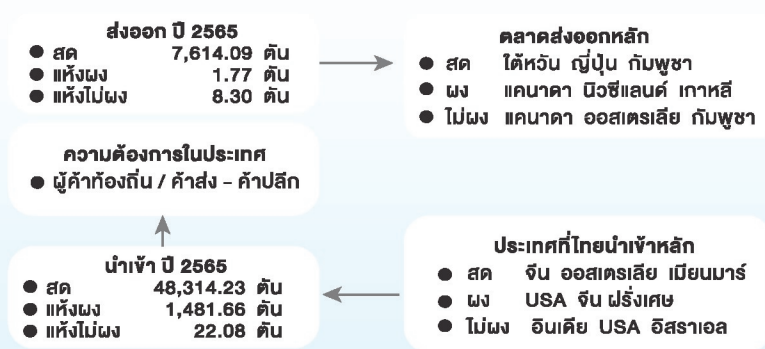 ส่งออก ปี 2565
● สด 7,614.09 ตัน
● แห้งผง 1.77 ตัน
● แห้งไม่ผง 8.30 ตัน
ตลาดส่งออกหลัก
● สด ไต้หวัน ญี่ปุ่น กัมพูชา
● ผง แคนาดา นิวซีแลนด์ เกาหลี
● ไม่ผง แคนาดา ออสเตรเลีย กัมพูชา
ความต้องการในประเทศ
● ผู้ค้าท้องถิ่น / ค้าส่ง – ค้าปลีก
นำเข้า ปี 2565
● สด 48,314.23 ตัน
● แห้งผง 1,481.66 ตัน
● แห้งไม่ผง 22.08 ตัน
ประเทศที่ไทยนำเข้าหลัก
● สด จีน ออสเตรเลีย เมียนมาร์
● ผง USA จีน ฝรั่งเศษ
● ไม่ผง อินเดีย USA อิสราเอล